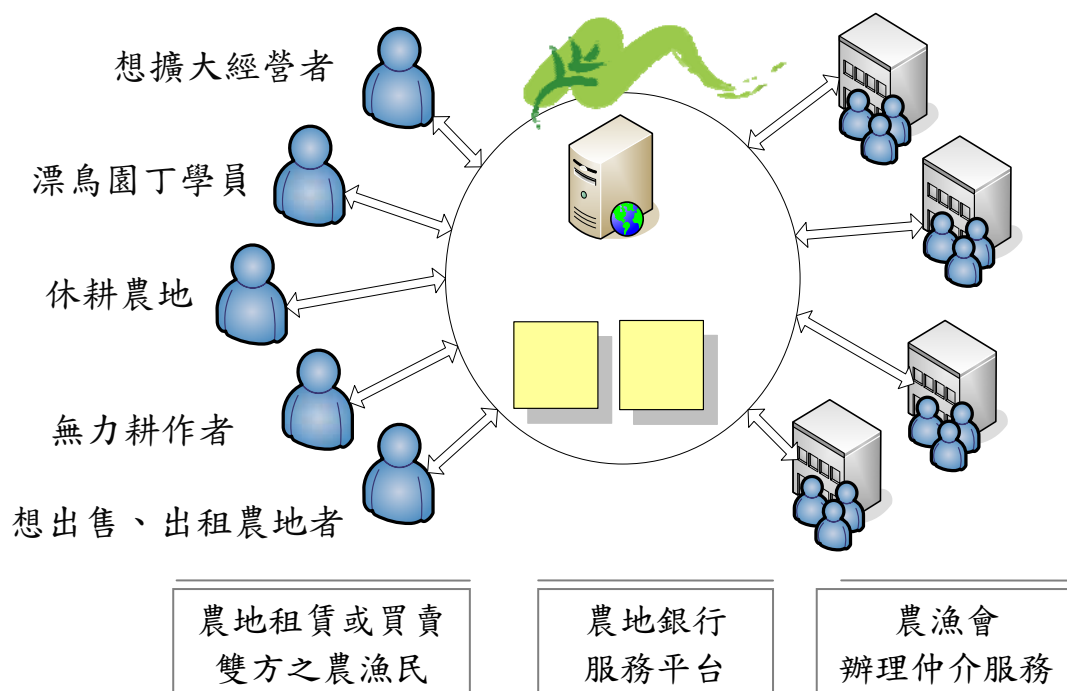 想擴大經營者
漂鳥園丁學員
休耕農地
無力耕作者
想出售、出租農地者
農地租賃或買賣
雙方之農漁民
農地銀行
服務平台
農漁會
辦理仲介服務